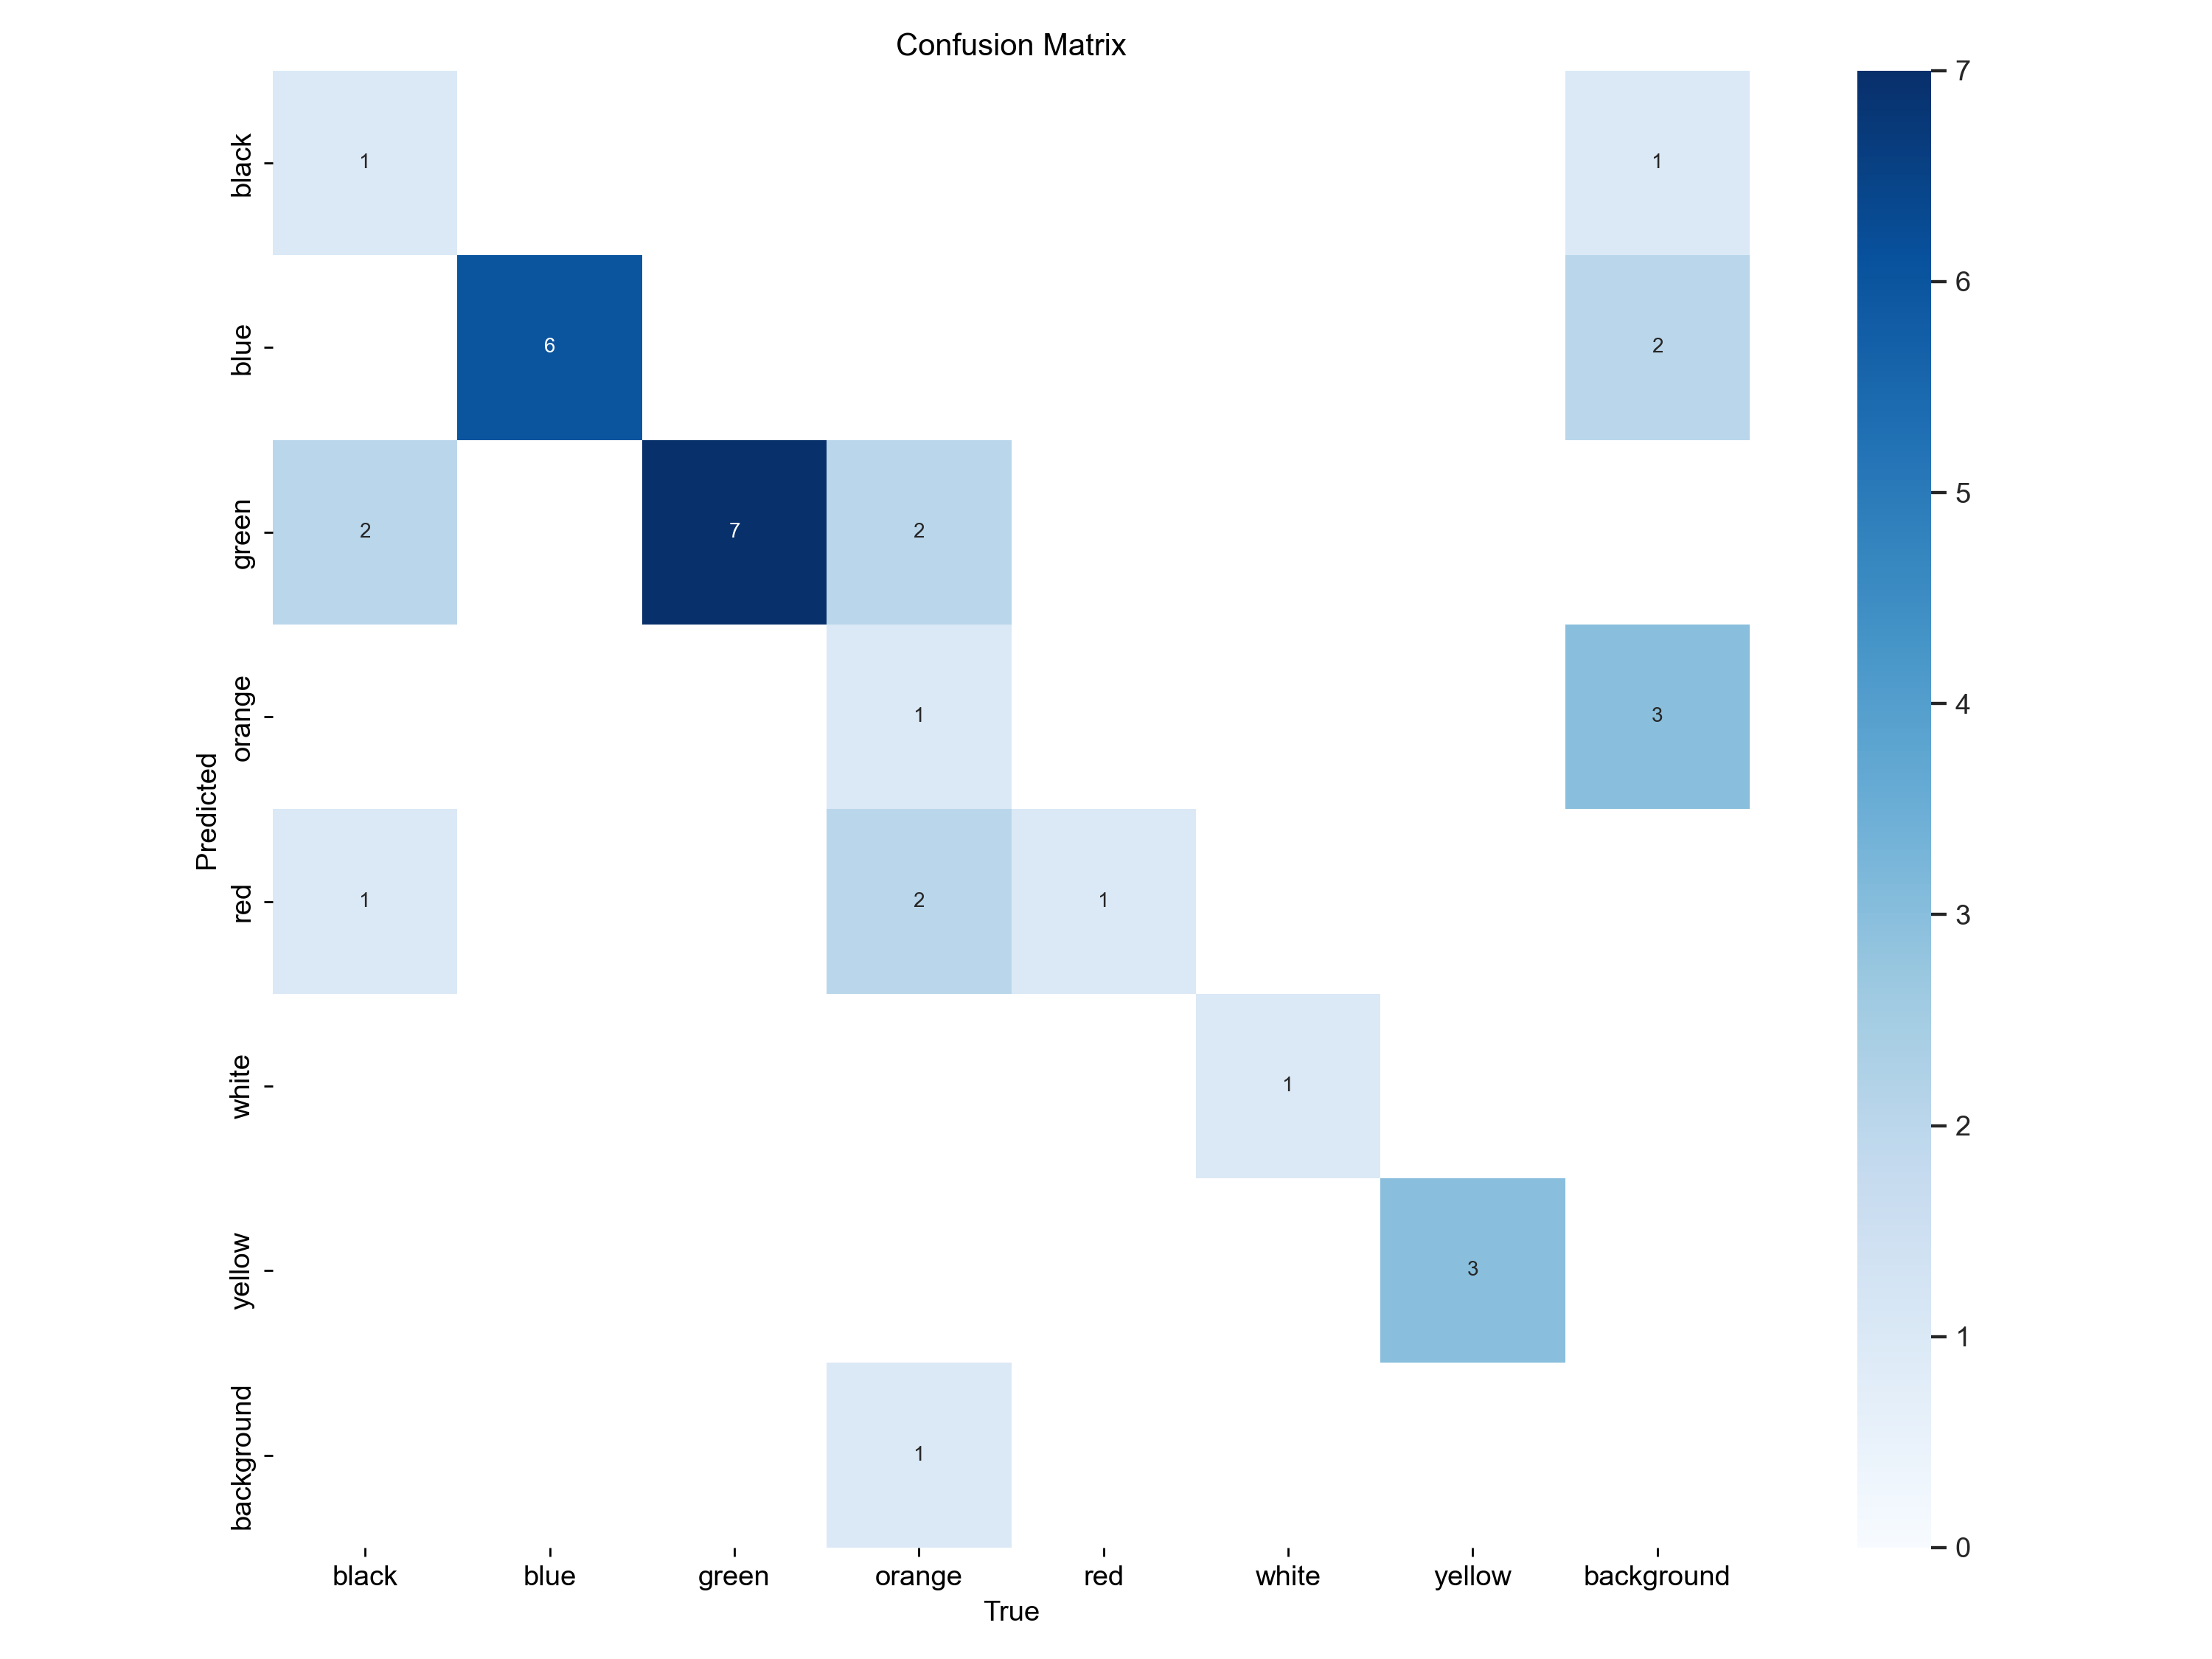 Confusion Matrix
black 1 1
blue 6 2
green 2 7 2
orange 1 3
red 1 2 1
white 1
yellow 3
background 1
black blue green orange red white yellow background
True
Predicted
7
6
5
4
3
2
1
0